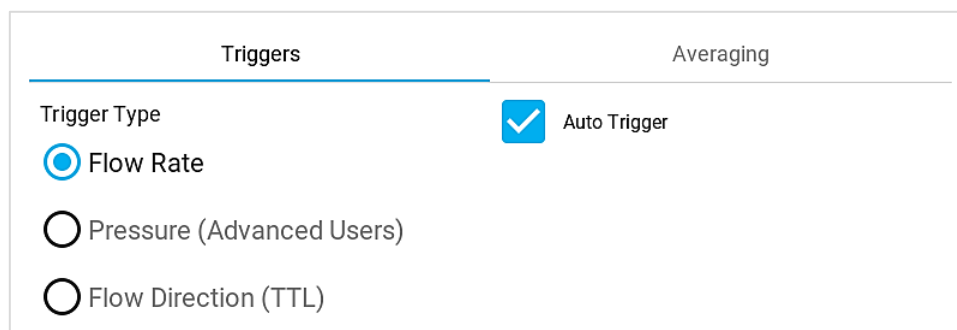 Triggers
Averaging
Trigger Type
Auto Trigger
Flow Rate
Pressure (Advanced Users)
Flow Direction (TTL)